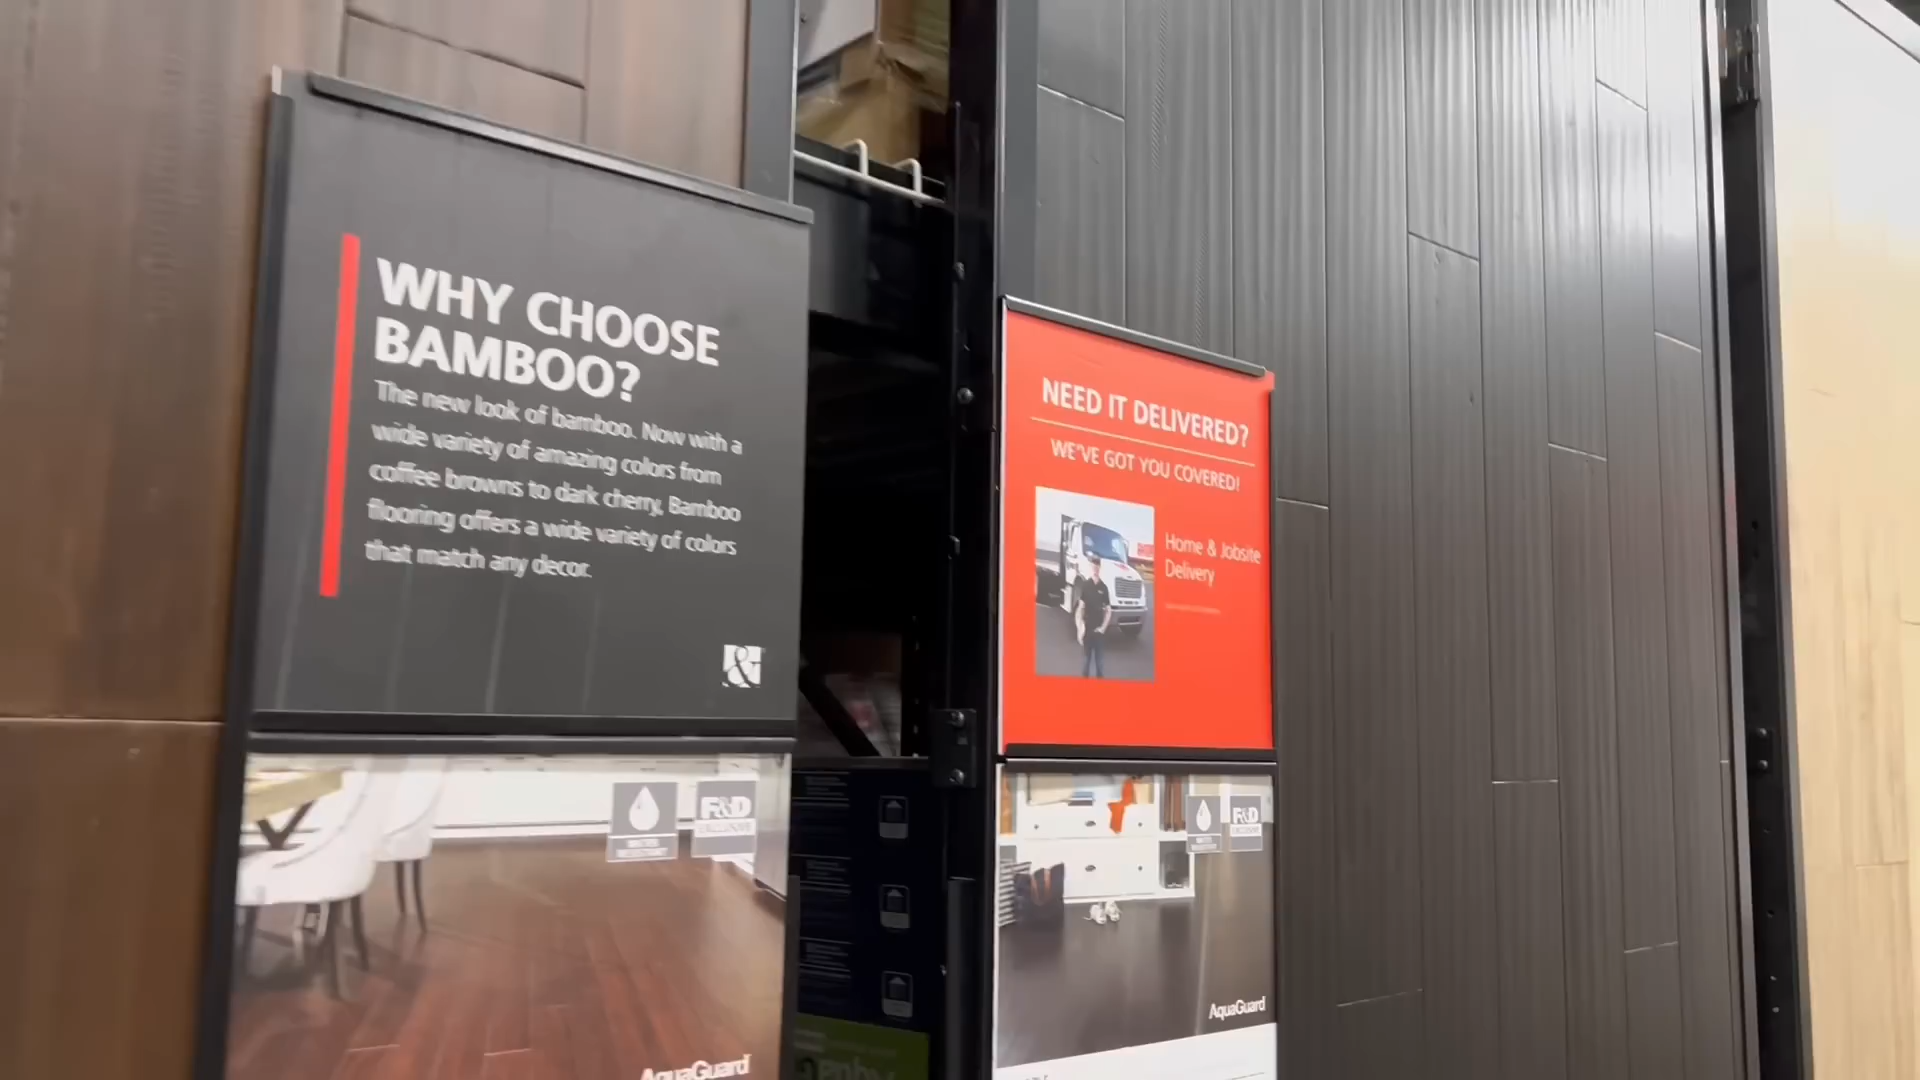 WHY CHOOSE
BAMBOO?
The new look of bamboo. Now with a
wide variety of amazing colors from
coffee browns to dark cherry, Bamboo
flooring offers a wide variety of colors
that match any decor.
&
F&D
EXCLUSIVE
AquaGuard
NEED IT DELIVERED?
WE'VE GOT YOU COVERED!
Home & Jobsite
Delivery
F&D
EXCLUSIVE
AquaGuard